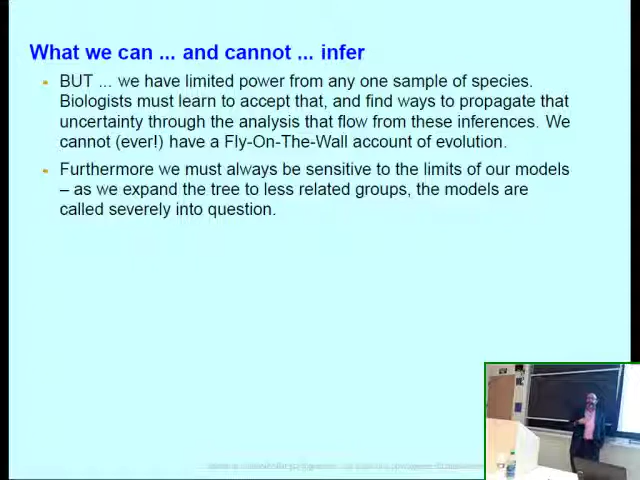 What we can ... and cannot ... infer
BUT ... we have limited power from any one sample of species.
Biologists must learn to accept that, and find ways to propagate that
uncertainty through the analysis that flow from these inferences. We
cannot (ever!) have a Fly-On-The-Wall account of evolution.
Furthermore we must always be sensitive to the limits of our models
– as we expand the tree to less related groups, the models are
called severely into question.